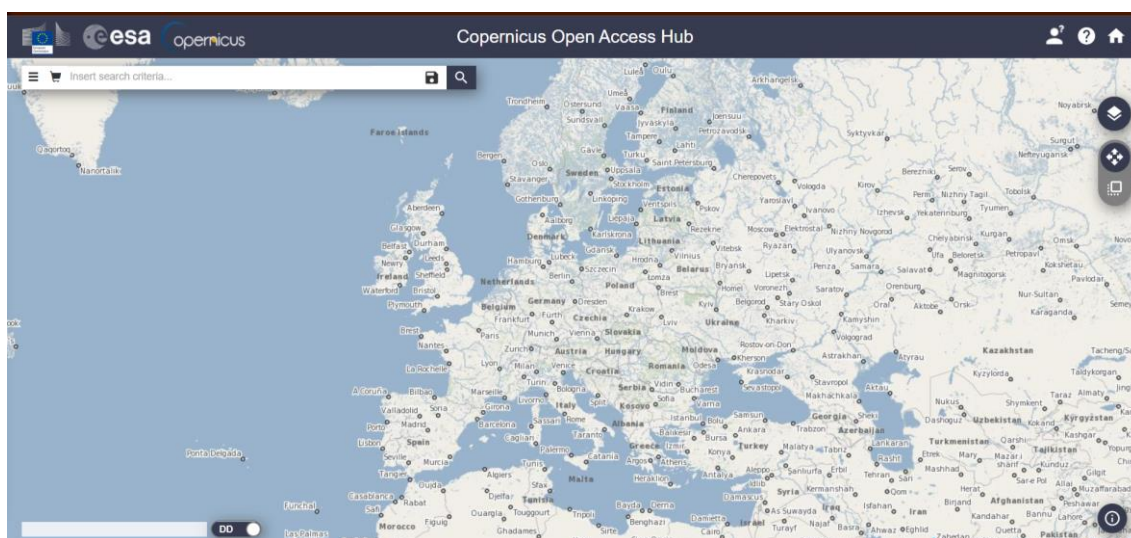 esa
opernicus
Copernicus Open Access Hub
Insert search criteria...
Luleå Oulu
Arkhangelsk
Umeå
Trondheim Ostersund Vaasa Finland Joensuu
Noyabrsk
Sundsvall Jyvaskyla
Faroe Islands
Tampere Petrozavodsk
Syktyvkar
Surgut
Qaqortoq
Bergen Gävle Turku Lahti
Nefteyugansk
Nanortalik
Oslo Uppsala Saint Petersburg
Berezniki Serov
Stavanger Sweden Stockholm Cherepovets Vologda Kirov Perm Nizhny Tagil Tobolsk
Gothenburg Linkoping Estonia Yaroslavl
Ventspils Pskov Ivanovo Izhevsk Yekaterinburg Tyumen
Aberdeen Aalborg Liepaja Latvia Rezekne
Glasgow Denmark Karlskrona Moscow Elektrostal Nizhny Novgorod Chelyabinsk Kurgan Omsk Novo
Belfast Durham Gdansk Lithuania Vitebsk Ryazan Ulyanovsk Ufa Beloretsk Petropavl
Newry Leeds Hamburg Lubeck Hrodna Vilnius Kokshetau
Ireland Sheffield Berlin Szczecin Łomza Belarus Bryansk Lipetsk Penza Samara Salavat Magnitogorsk
Waterford Bristol Netherlands Poland Brest Homel Voronezh Saratov Orenburg Pavlodar
Plymouth Belgium Germany Dresden Kyiv Belgorod Stary Oskol Oral Aktobe Orsk Nur-Sultan
Frankfurt Furth Czechia Krakow Lviv Ukraine Kharkiv Kamyshin Karaganda
Brest Paris Munich Vienna Slovakia Volgograd
Nantes Zurich Austria Hungary Moldova Rostov-on-Don Astrakhan Atyrau Kazakhstan Tacheng/Sa
La Rochelle Lyon Milan Venice Croatia Romania Odesa Kherson Krasnodar Kyzylorda Taldykorgan
A Coruña Bilbao Marseille Turin Bologna Serbia Vidin Bucharest Sevastopol Stavropol Aktau Taraz Almaty
Valladolid Soria Girona Livorno Split Kosovo Sofia Varna Makhachkala Nukus Shymkent
Porto Madrid Barcelona Sassari Rome Italy Albania Istanbul Bolu Samsun Georgia Sheki Dashoguz Uzbekistan Kokand Kyrgyzstan
Lisbon Spain Cagliari Taranto Balıkesir Bursa Ankara Trabzon Azerbaijan Turkmenistan Qarshi Kashgar
Ponta Delgada Seville Murcia Palermo Greece Izmir Konya Turkey Malatya Tabriz Lankaran Etrek Mary Mazari sharif Tajikistan Yopurg
Tangier Algiers Tunis Catania Argos Athens Antalya Aleppo Sanliurfa Erbil Rasht Mashhad Kunduz
Oujda Sfax Malta Heraklion Idlib Tehran Sari Sar-e Pol Gilgit
Casablanca Rabat Djelfa Tunisia Damascus Syria Kermanshah Qom Herat Allai Muzaffarabad
Funchal Safi Ouargla Touggourt Tripoli Bayda Derna As Suwayda Iraq Isfahan Birjand Afghanistan Peshawar
DD
Las Palmas Morocco Figuig Ghadames Sirte Benghazi Damietta Cairo Israel Turayf Najaf Basra Ahwaz Eghlid Iran Zahedan Kandahar Quetta Bannu Lahore Pakistan